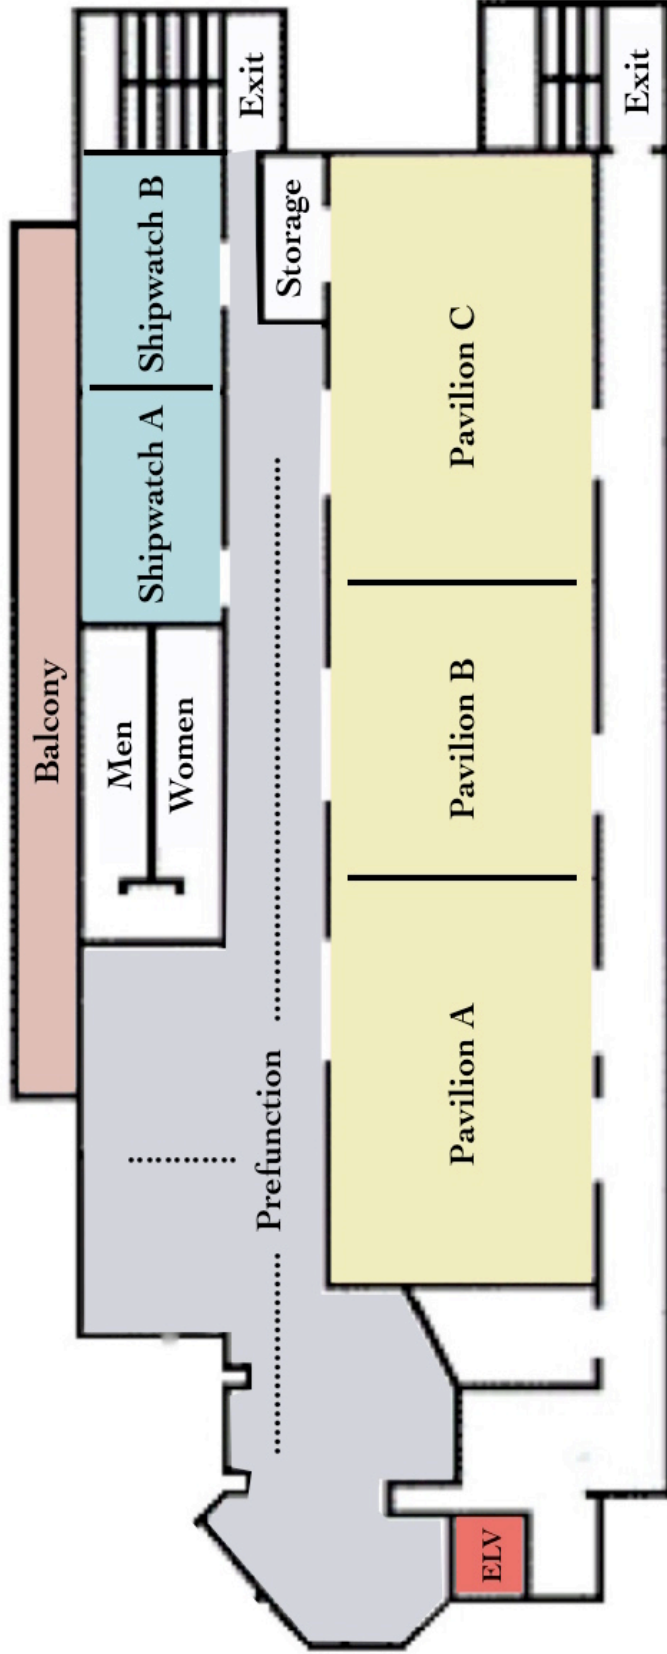 Balcony
Men
Women
Shipwatch A
Shipwatch B
Exit
Prefunction
Storage
Pavilion A
Pavilion B
Pavilion C
ELV
Exit